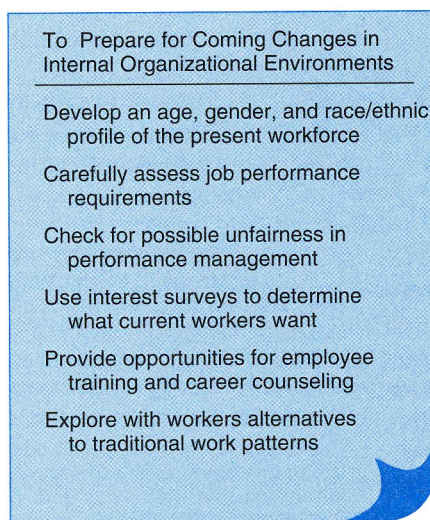 To Prepare for Coming Changes in
Internal Organizational Environments
Develop an age, gender, and race/ethnic
profile of the present workforce
Carefully assess job performance
requirements
Check for possible unfairness in
performance management
Use interest surveys to determine
what current workers want
Provide opportunities for employee
training and career counseling
Explore with workers alternatives
to traditional work patterns